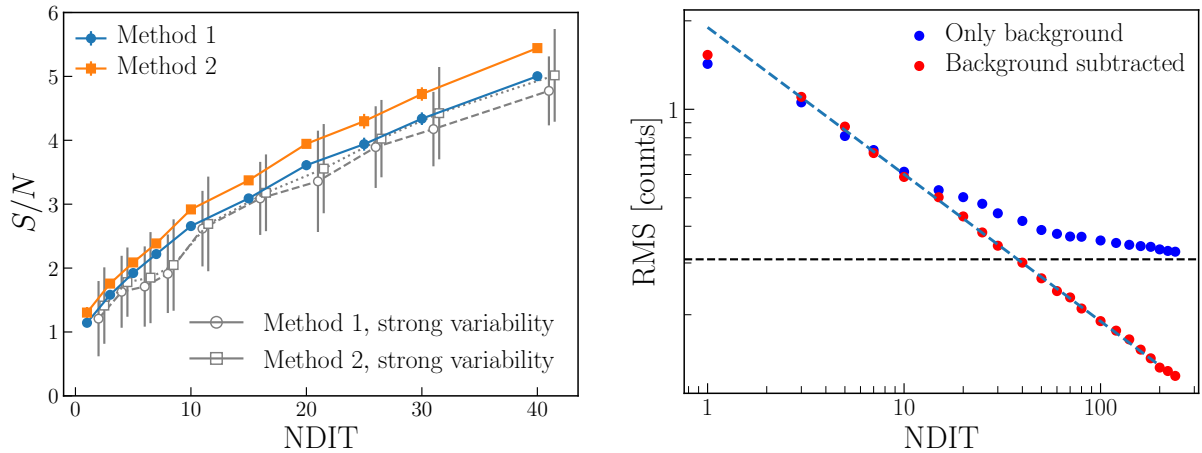 6
5
4
3
2
1
0
S/N
Method 1
Method 2
Method 1, strong variability
Method 2, strong variability
0
10
20
30
40
NDIT
Only background
Background subtracted
1
RMS [counts]
1
10
100
NDIT